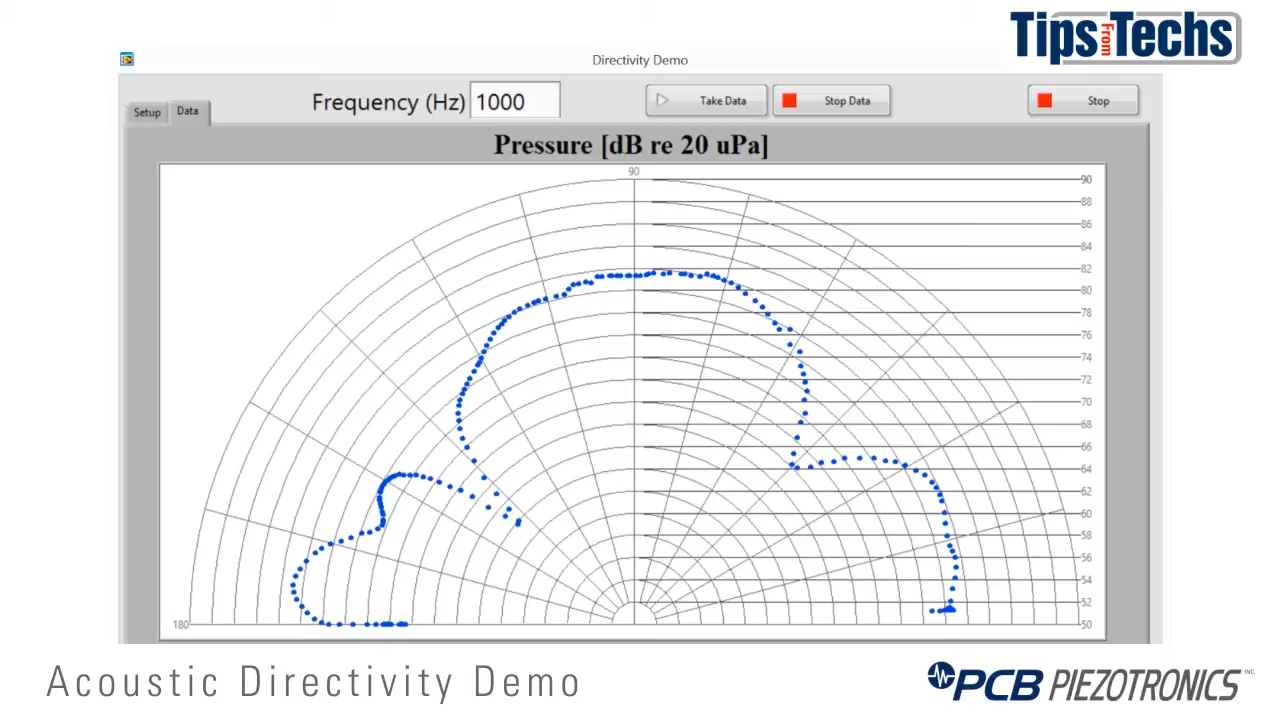 Tips From Techs
Directivity Demo
Setup
Data
Frequency (Hz)
1000
Take Data
Stop Data
Stop
Pressure [dB re 20 uPa]
90
90
88
86
84
82
80
78
76
74
72
70
68
66
64
62
60
58
56
54
52
180
50
Acoustic Directivity Demo
PCB PIEZOTRONICS INC.